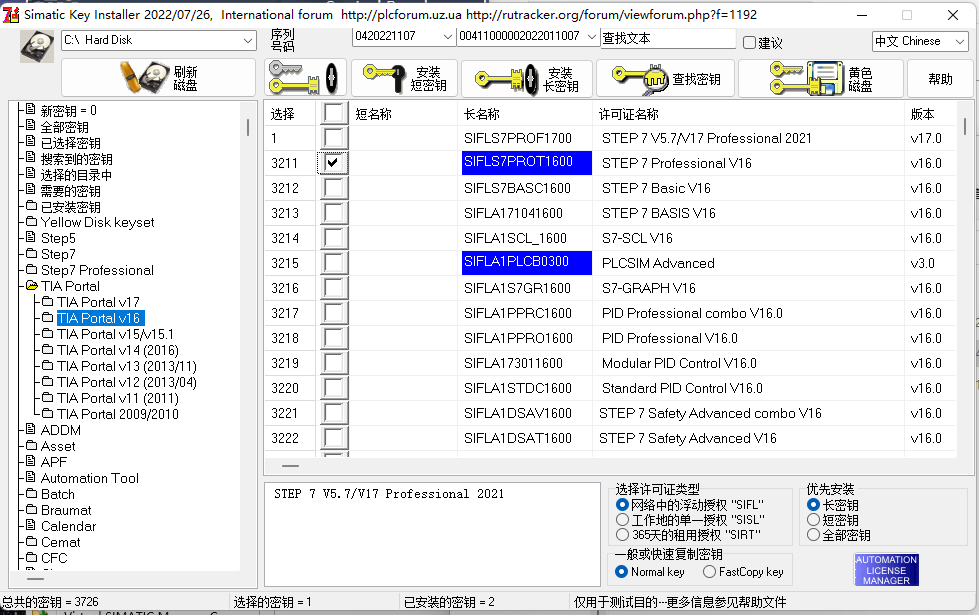 Simatic Key Installer 2022/07/26, International forum http://plcforum.uz.ua http://rutracker.org/forum/viewforum.php?f=1192
C:\ Hard Disk
序列号码
0420221107
00411000002022011007
查找文本
建议
中文 Chinese
刷新磁盘
安装短密钥
安装长密钥
查找密钥
黄色磁盘
帮助
新密钥 = 0
全部密钥
已选择密钥
搜索到的密钥
选择的目录中
需要的密钥
已安装密钥
Yellow Disk keyset
Step5
Step7
Step7 Professional
TIA Portal
TIA Portal v17
TIA Portal v16
TIA Portal v15/v15.1
TIA Portal v14 (2016)
TIA Portal v13 (2013/11)
TIA Portal v12 (2013/04)
TIA Portal v11 (2011)
TIA Portal 2009/2010
ADDM
Asset
APF
Automation Tool
Batch
Braumat
Calendar
Cemat
CFC
选择 短名称 长名称 许可证名称 版本
1 SIFLS7PROF1700 STEP 7 V5.7/V17 Professional 2021 v17.0
3211 SIFLS7PROT1600 STEP 7 Professional V16 v16.0
3212 SIFLS7BASC1600 STEP 7 Basic V16 v16.0
3213 SIFLA171041600 STEP 7 BASIS V16 v16.0
3214 SIFLA1SCL_1600 S7-SCL V16 v16.0
3215 SIFLA1PLCB0300 PLCSIM Advanced v3.0
3216 SIFLA1S7GR1600 S7-GRAPH V16 v16.0
3217 SIFLA1PPRC1600 PID Professional combo V16.0 v16.0
3218 SIFLA1PPRO1600 PID Professional V16.0 v16.0
3219 SIFLA173011600 Modular PID Control V16.0 v16.0
3220 SIFLA1STDC1600 Standard PID Control V16.0 v16.0
3221 SIFLA1DSAV1600 STEP 7 Safety Advanced combo V16 v16.0
3222 SIFLA1DSAT1600 STEP 7 Safety Advanced V16 v16.0
STEP 7 V5.7/V17 Professional 2021
选择许可证类型
网络中的浮动授权 "SIFL"
工作地的单一授权 "SISL"
365天的租用授权 "SIRT"
一般或快速复制密钥
Normal key FastCopy key
优先安装
长密钥
短密钥
全部密钥
AUTOMATION
LICENSE
MANAGER
总共的密钥 = 3726 选择的密钥 = 1 已安装的密钥 = 2 仅用于测试目的--更多信息参见帮助文件